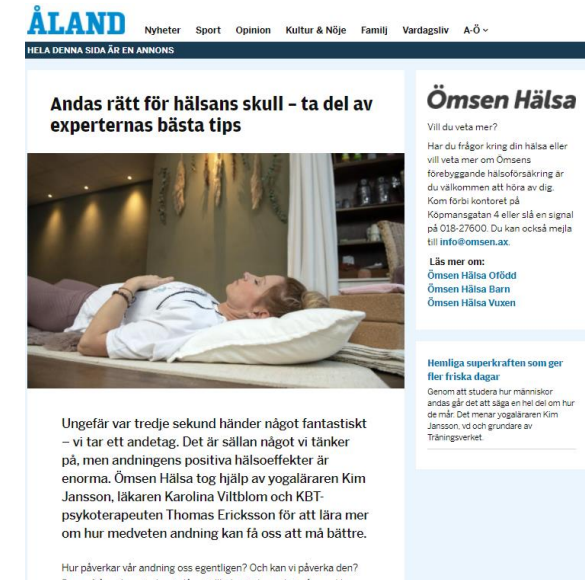 ÅLAND
Nyheter Sport Opinion Kultur & Nöje Familj Vardagsliv A-Ö
HELA DENNA SIDA ÄR EN ANNONS
Andas rätt för hälsans skull – ta del av
experternas bästa tips
Ungefär var tredje sekund händer något fantastiskt
– vi tar ett andetag. Det är sällan något vi tänker
på, men andningens positiva hälsoeffekter är
enorma. Ömsen Hälsa tog hjälp av yogaläraren Kim
Jansson, läkaren Karolina Viltblom och KBT-
psykoterapeuten Thomas Ericksson för att lära mer
om hur medveten andning kan få oss att må bättre.
Hur påverkar vår andning oss egentligen? Och kan vi påverka den?
Ömsen Hälsa
Vill du veta mer?
Har du frågor kring din hälsa eller
vill veta mer om Ömsens
förebyggande hälsoförsäkring är
du välkommen att höra av dig.
Kom förbi kontoret på
Köpmansgatan 4 eller slå en signal
på 018-27600. Du kan också mejla
till info@omsen.ax.
Läs mer om:
Ömsen Hälsa Ofödd
Ömsen Hälsa Barn
Ömsen Hälsa Vuxen
Hemliga superkraften som ger
fler friska dagar
Genom att studera hur människor
andas går det att säga en hel del om hur
de mår. Det menar yogaläraren Kim
Jansson, vd och grundare av
Träningsverket.